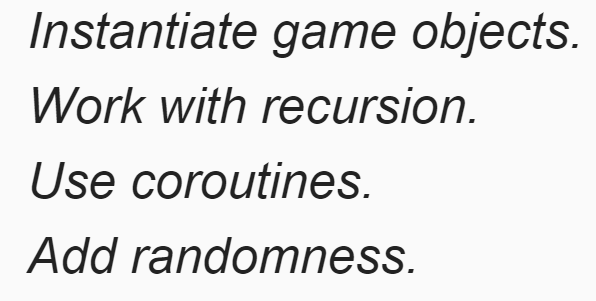 Instantiate game objects.
Work with recursion.
Use coroutines.
Add randomness.